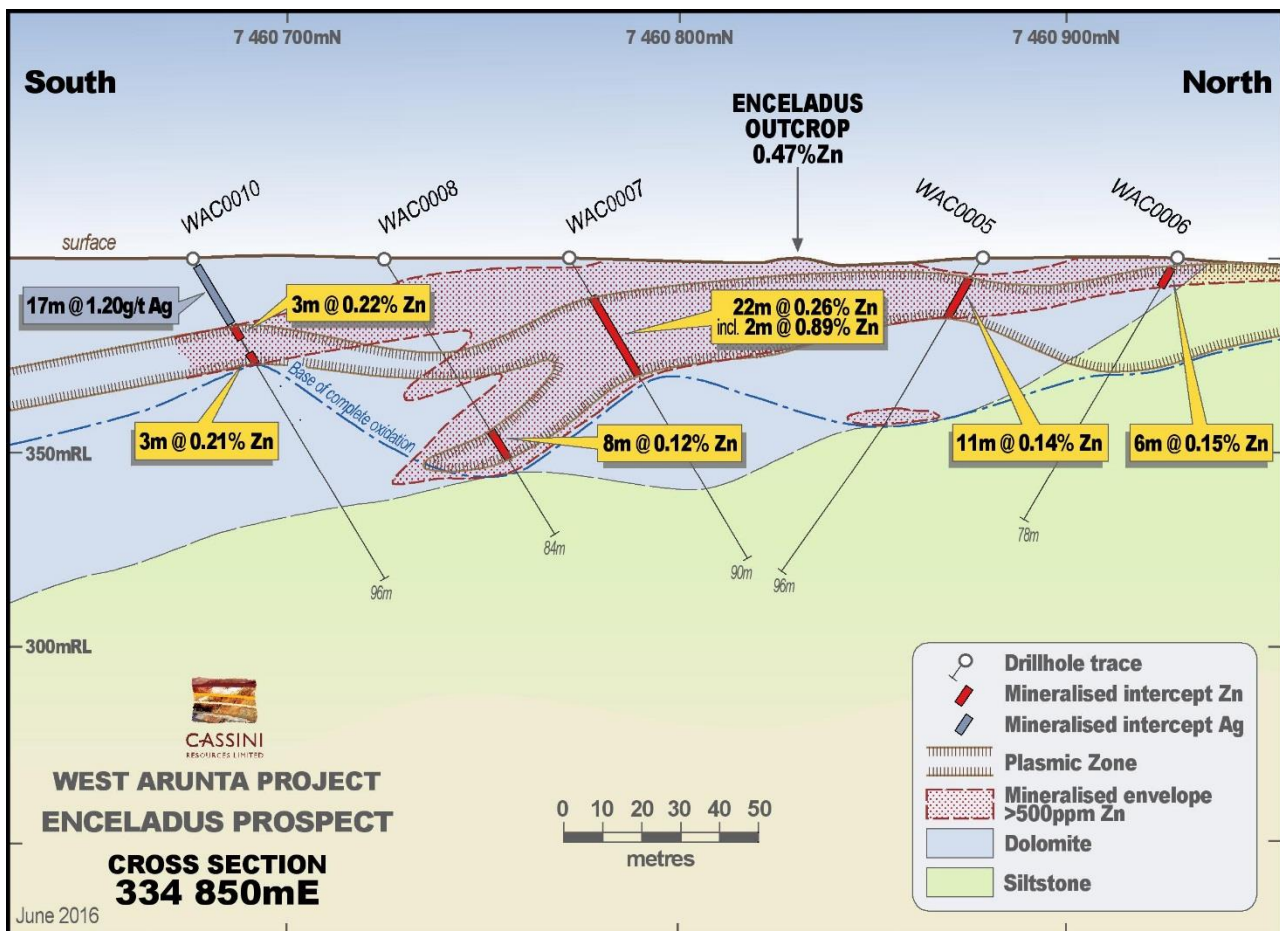 7 460 700mN
7 460 800mN
7 460 900mN
South
North
ENCELADUS
OUTCROP
0.47%Zn
WAC0010
WAC0008
WAC0007
WAC0005
WAC0006
surface
17m @ 1.20g/t Ag
3m @ 0.22% Zn
22m @ 0.26% Zn
incl. 2m @ 0.89% Zn
Base of complete oxidation
3m @ 0.21% Zn
8m @ 0.12% Zn
11m @ 0.14% Zn
6m @ 0.15% Zn
350mRL
84m
78m
90m
96m
96m
300mRL
CASSINI
RESOURCES LIMITED
WEST ARUNTA PROJECT
ENCELADUS PROSPECT
CROSS SECTION
334 850mE
June 2016
0 10 20 30 40 50
metres
Drillhole trace
Mineralised intercept Zn
Mineralised intercept Ag
Plasmic Zone
Mineralised envelope
>500ppm Zn
Dolomite
Siltstone